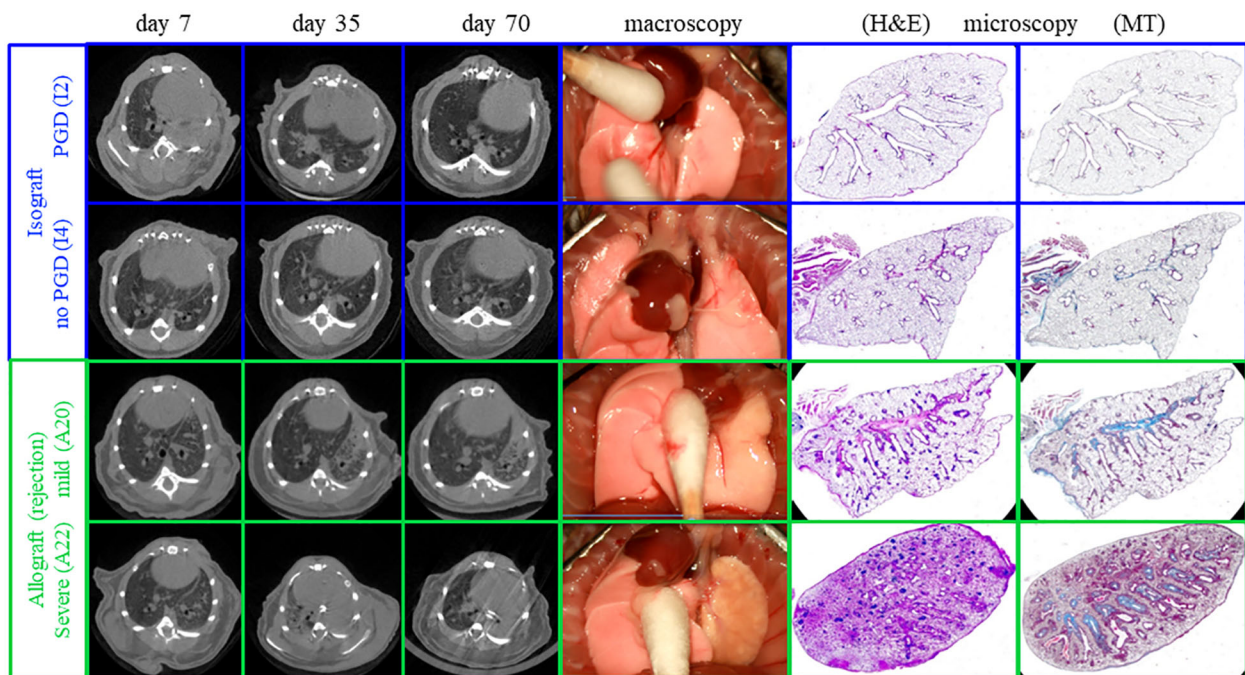 day 7 day 35 day 70 macroscopy (H&E) microscopy (MT)
Isograft
PGD (I2)
no PGD (I4)
Allograft (rejection)
mild (A20)
Severe (A22)